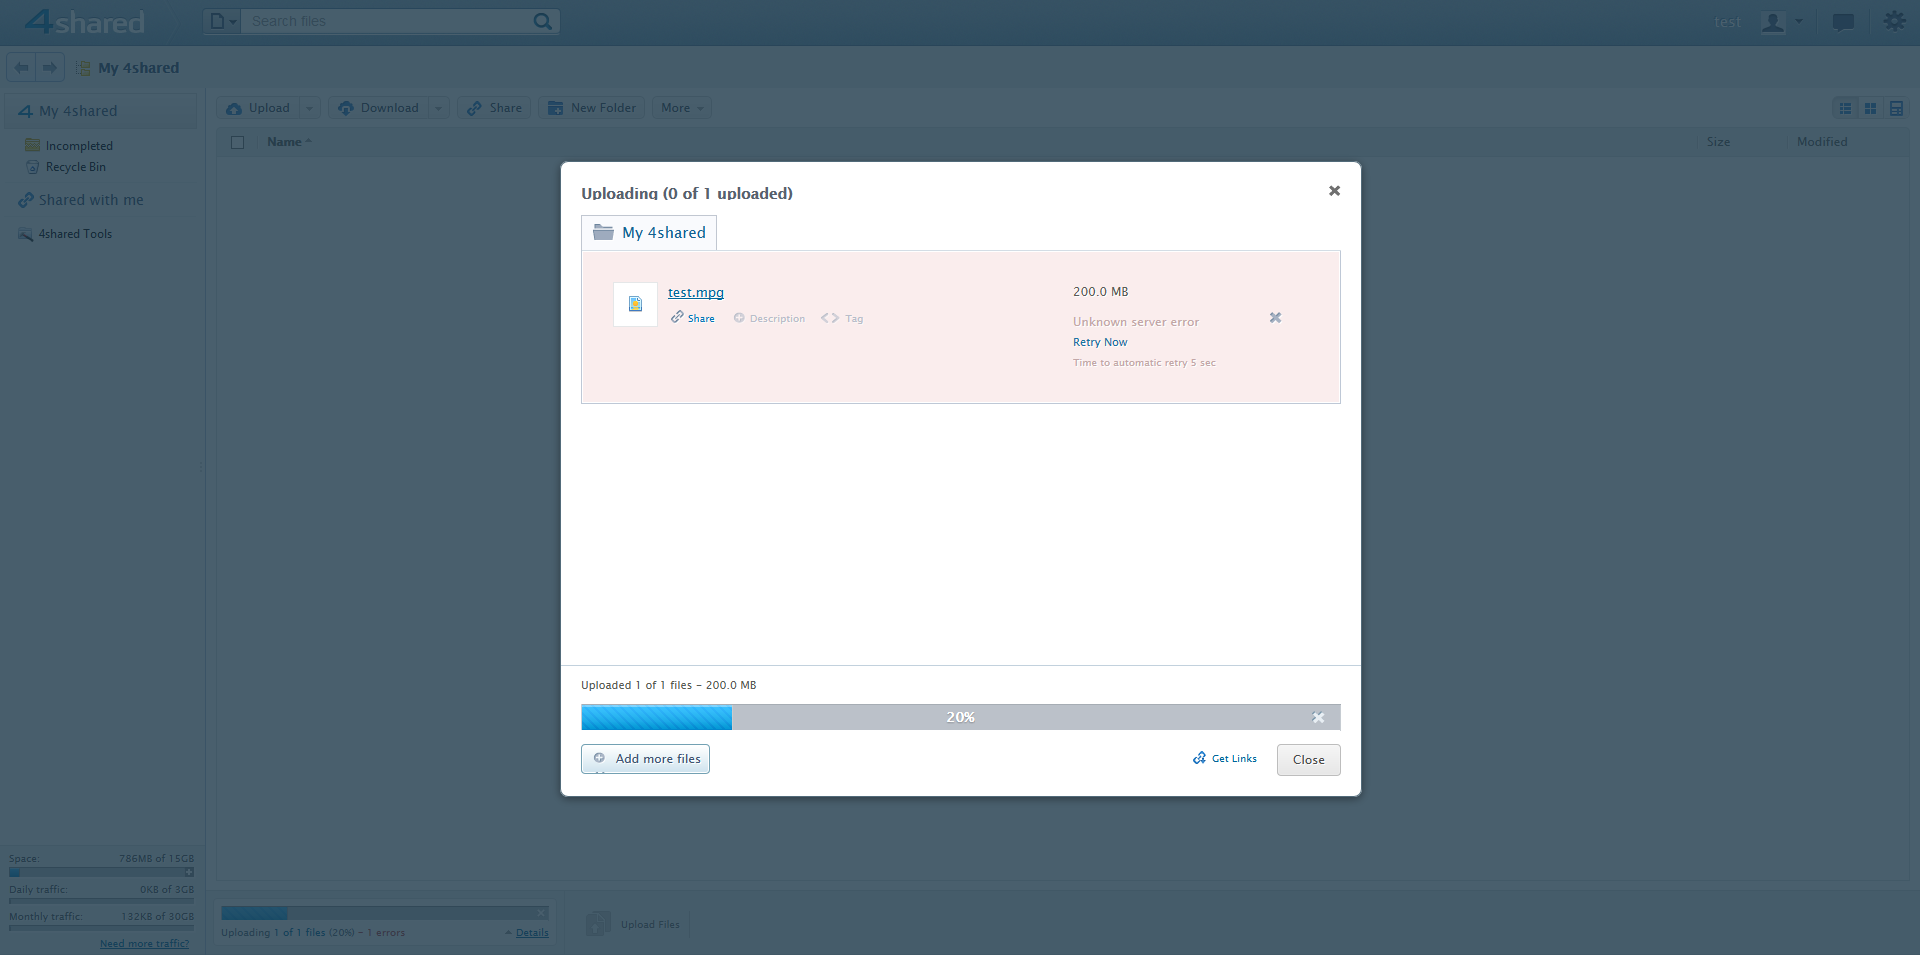 4shared
Search files
test
My 4shared
My 4shared
Incompleted
Recycle Bin
Shared with me
4shared Tools
Upload
Download
Share
New Folder
More
Name
Size
Modified
Uploading (0 of 1 uploaded)
My 4shared
test.mpg
Share
Description
Tag
200.0 MB
Unknown server error
Retry Now
Time to automatic retry 5 sec
Uploaded 1 of 1 files - 200.0 MB
20%
Add more files
Get Links
Close
Space: 786MB of 15GB
Daily traffic: 0KB of 3GB
Monthly traffic: 132KB of 30GB
Need more traffic?
Uploading 1 of 1 files (20%) - 1 errors
Details
Upload Files